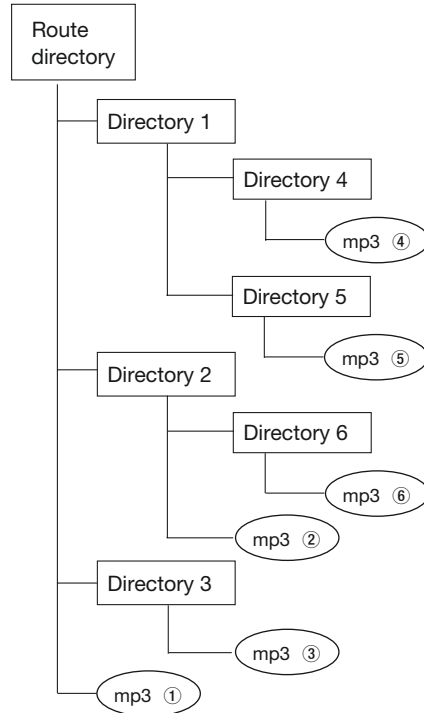 Route
directory
Directory 1
Directory 4
mp3 ④
Directory 5
mp3 ⑤
Directory 2
Directory 6
mp3 ⑥
mp3 ②
Directory 3
mp3 ③
mp3 ①